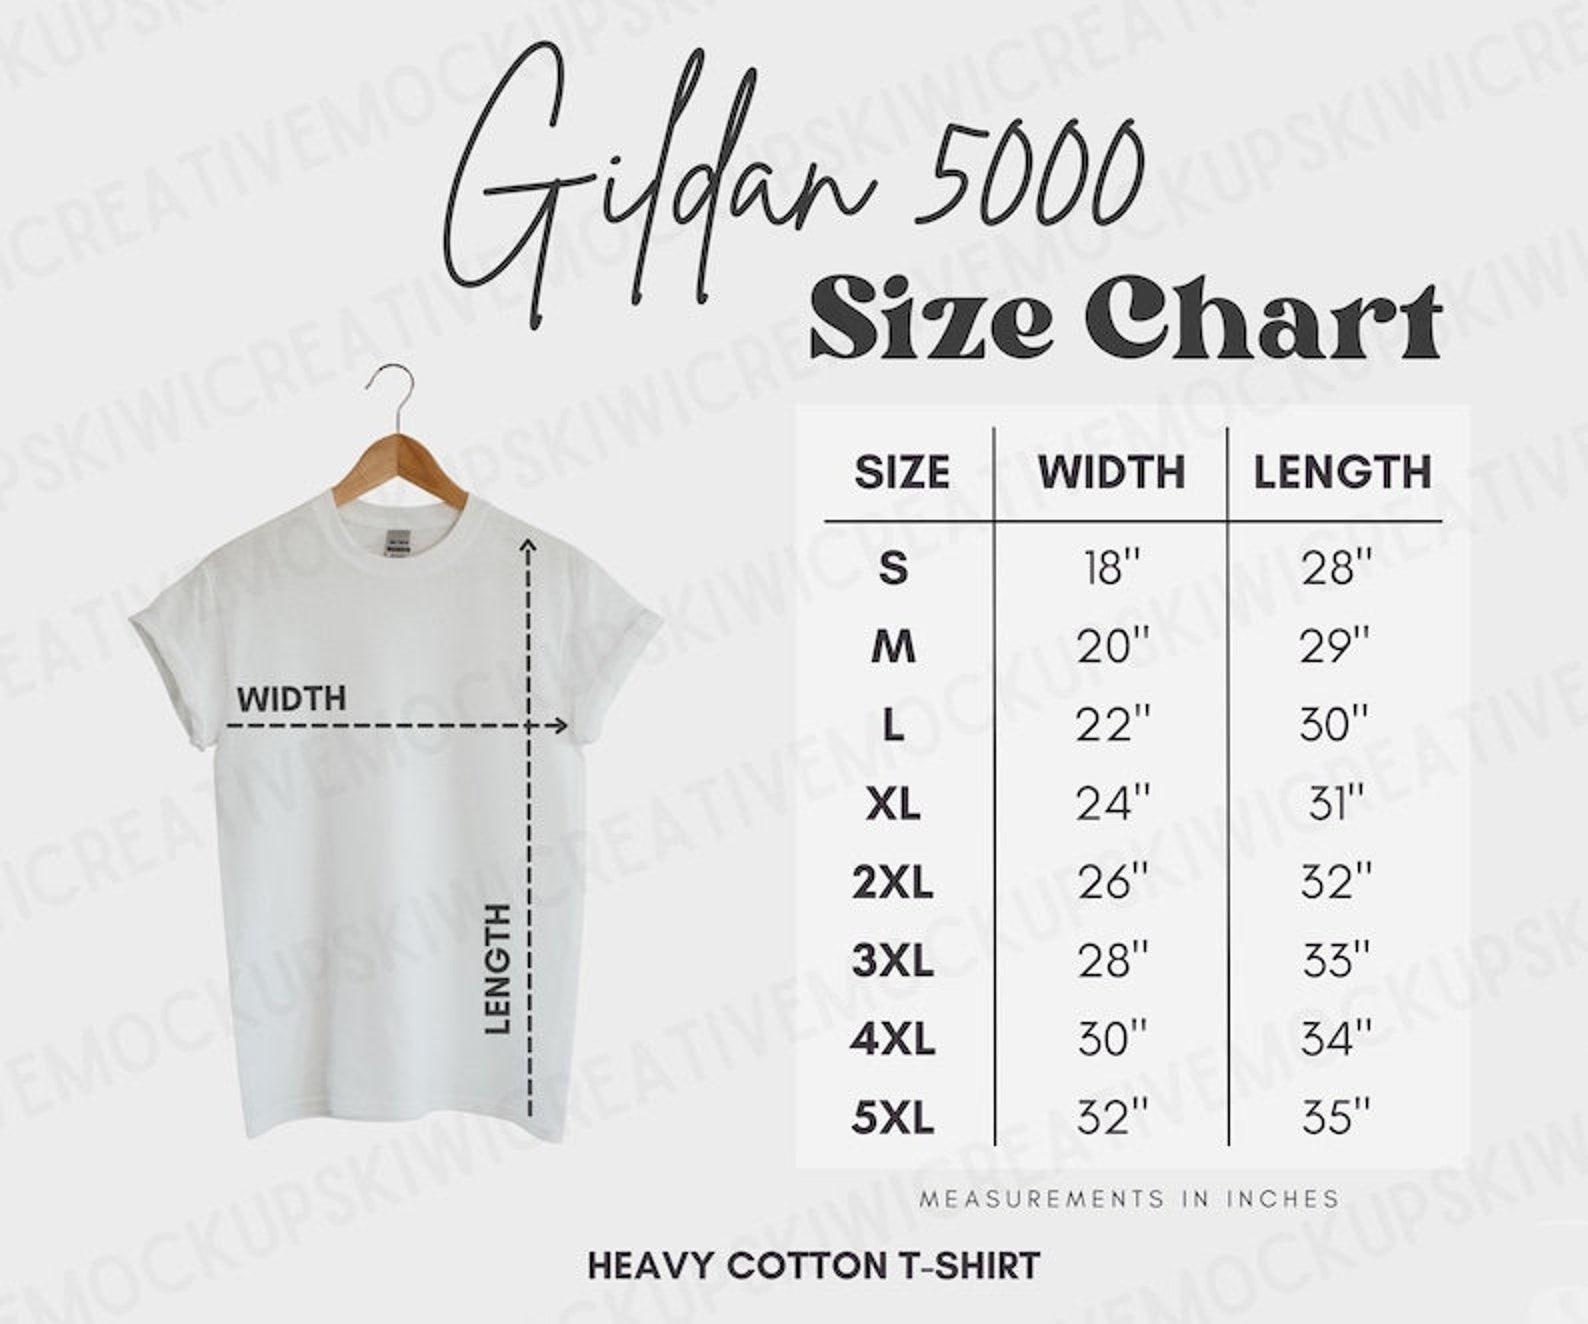 Gildan 5000
Size Chart
SIZE WIDTH LENGTH
S 18" 28"
M 20" 29"
L 22" 30"
XL 24" 31"
2XL 26" 32"
3XL 28" 33"
4XL 30" 34"
5XL 32" 35"
WIDTH
LENGTH
MEASUREMENTS IN INCHES
HEAVY COTTON T-SHIRT
KIWICREATIVEMOCKUPS